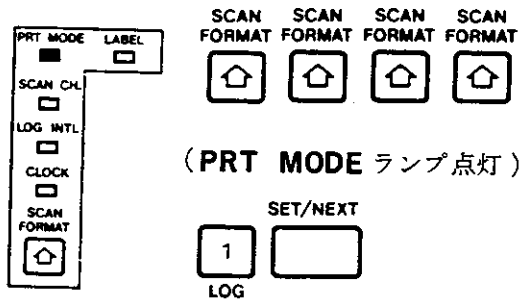 PRT MODE LABEL
SCAN CH.
LOG INTL
CLOCK
SCAN
FORMAT
SCAN SCAN SCAN SCAN
FORMAT FORMAT FORMAT FORMAT
(PRT MODE ランプ点灯)
SET/NEXT
1
LOG